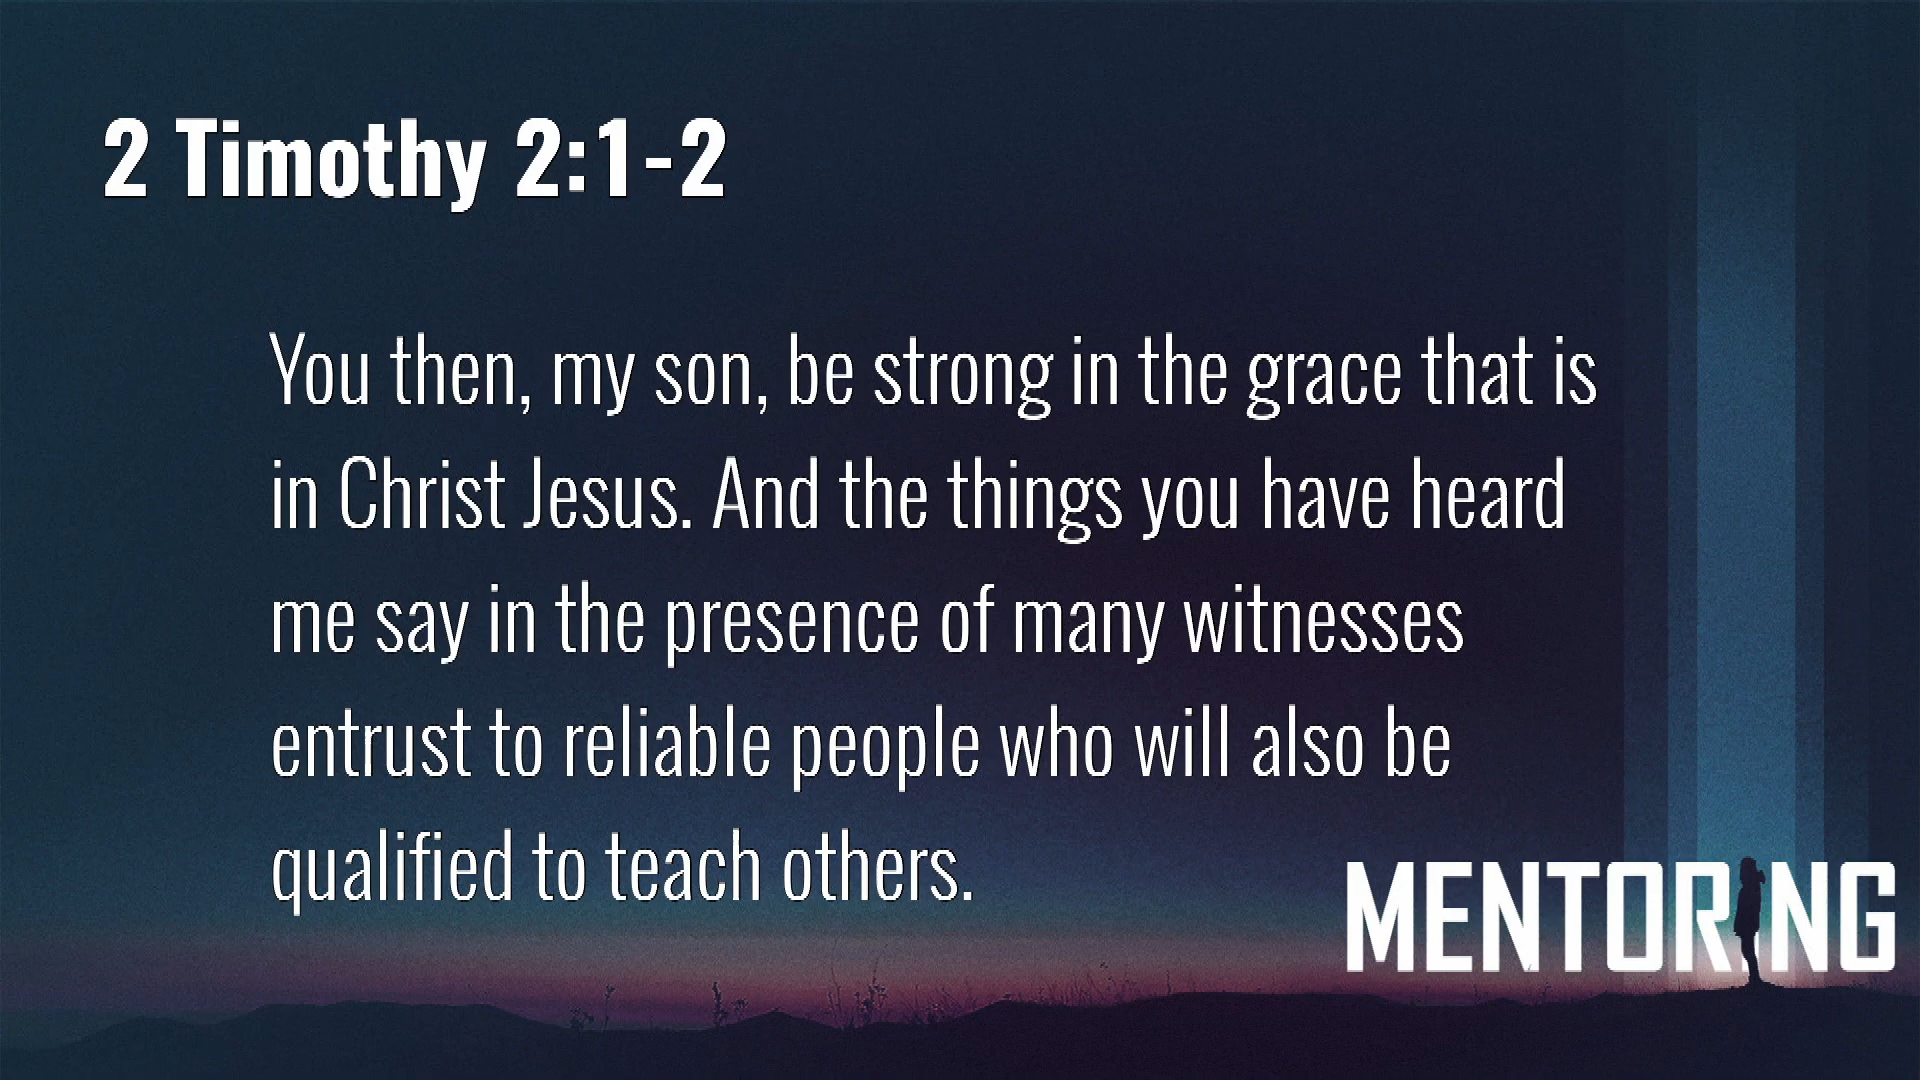 2 Timothy 2:1-2
You then, my son, be strong in the grace that is
in Christ Jesus. And the things you have heard
me say in the presence of many witnesses
entrust to reliable people who will also be
qualified to teach others.
MENTORING